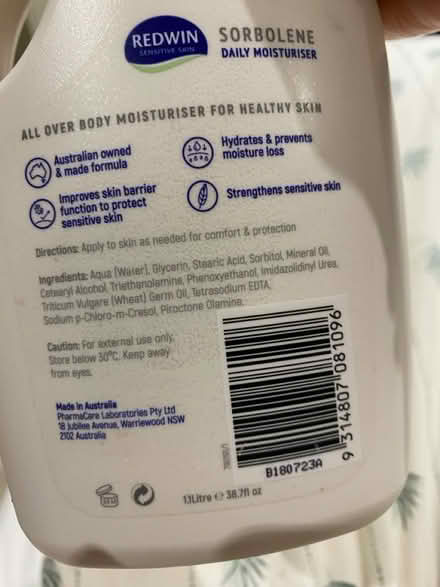 REDWIN
SENSITIVE SKIN
SORBOLENE
DAILY MOISTURISER
ALL OVER BODY MOISTURISER FOR HEALTHY SKIN
Australian owned
& made formula
Hydrates & prevents
moisture loss
Improves skin barrier
function to protect
sensitive skin
Strengthens sensitive skin
Directions: Apply to skin as needed for comfort & protection
Ingredients: Aqua (Water), Glycerin, Stearic Acid, Sorbitol, Mineral Oil,
Cetearyl Alcohol, Triethanolamine, Phenoxyethanol, Imidazolidinyl Urea,
Triticum Vulgare (Wheat) Germ Oil, Tetrasodium EDTA,
Sodium p-Chloro-m-Cresol, Piroctone Olamine.
Caution: For external use only.
Store below 30°C. Keep away
from eyes.
Made in Australia
PharmaCare Laboratories Pty Ltd
18 Jubilee Avenue, Warriewood NSW
2102 Australia
9 314807 081096
B180723A
1.1Litre ℮ 38.7fl oz